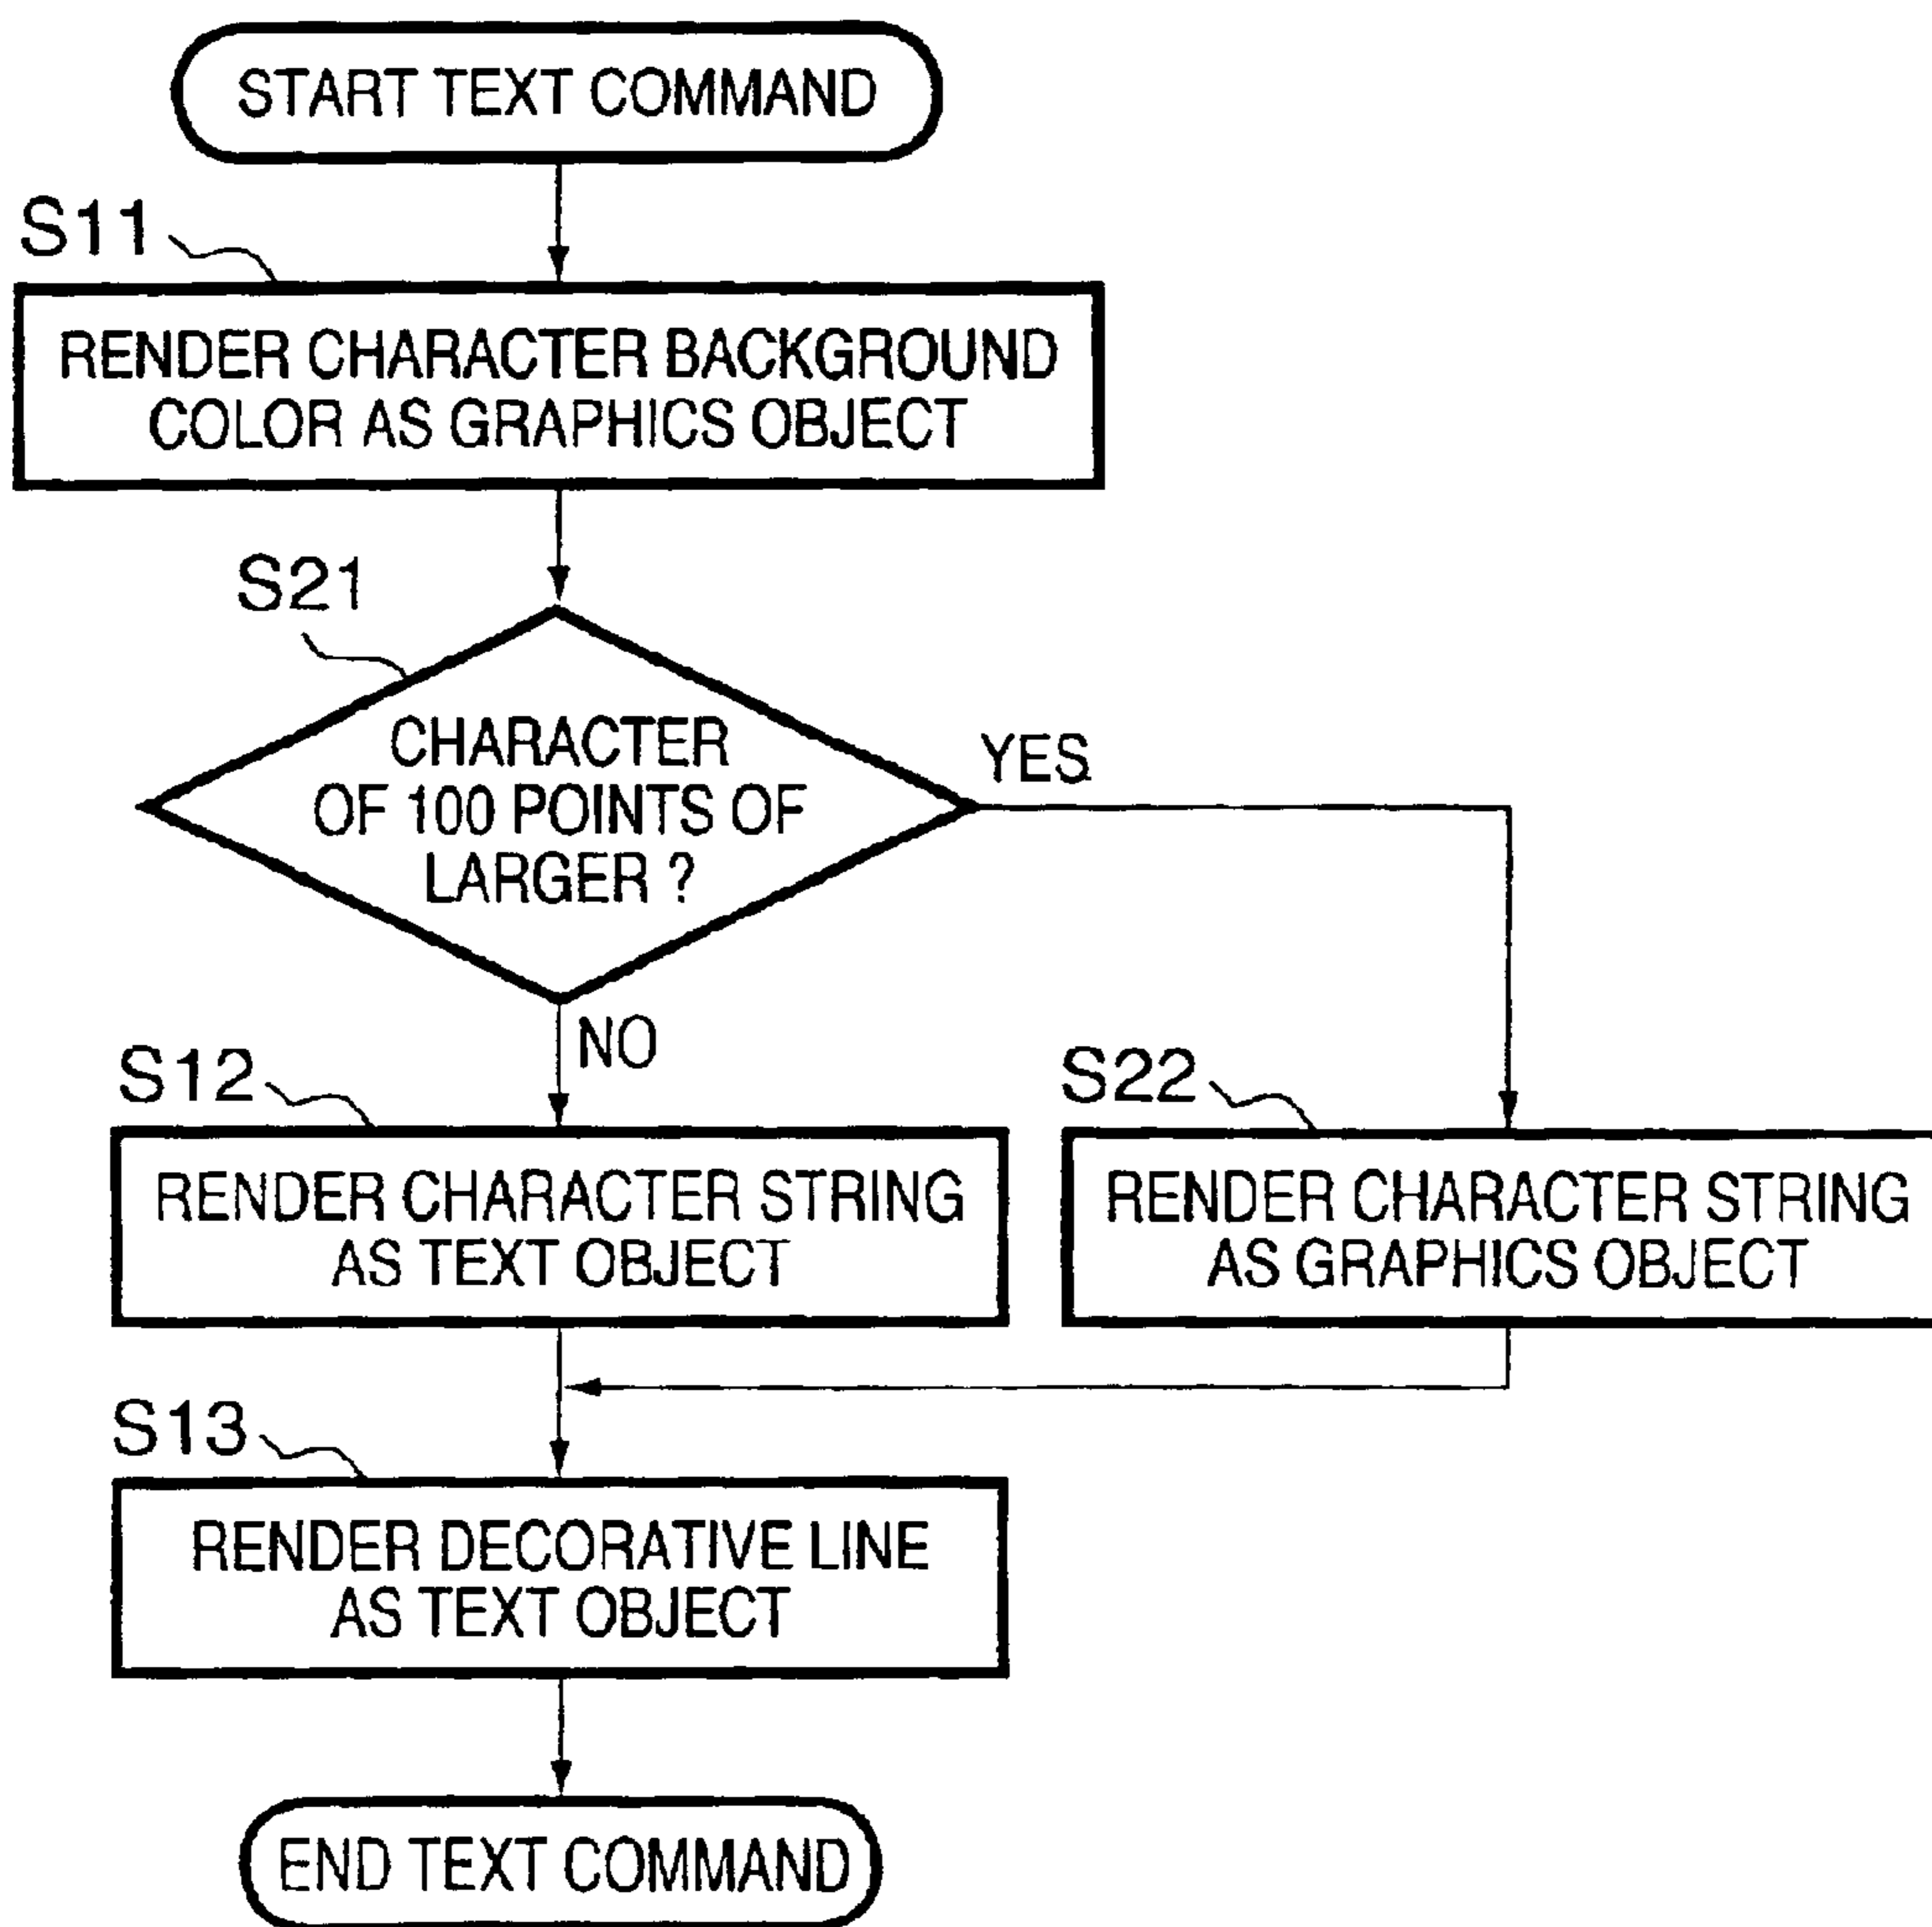 START TEXT COMMAND
S11
RENDER CHARACTER BACKGROUND
COLOR AS GRAPHICS OBJECT
S21
CHARACTER
OF 100 POINTS OF
LARGER ?
YES
NO
S12
RENDER CHARACTER STRING
AS TEXT OBJECT
S22
RENDER CHARACTER STRING
AS GRAPHICS OBJECT
S13
RENDER DECORATIVE LINE
AS TEXT OBJECT
END TEXT COMMAND